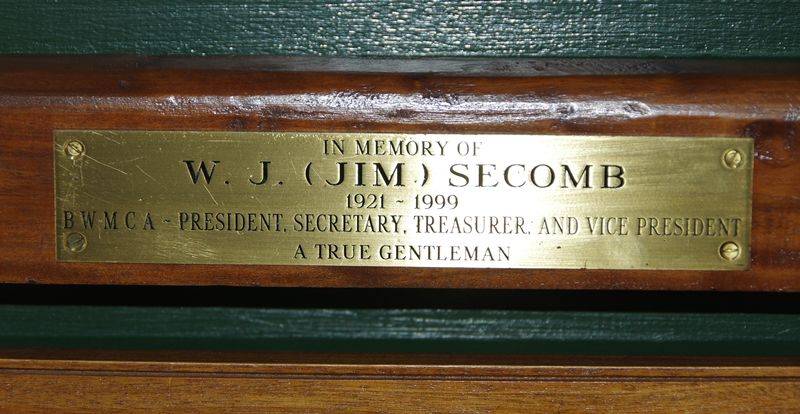 IN MEMORY OF
W. J. (JIM) SECOMB
1921 ~ 1999
B W M C A ~ PRESIDENT, SECRETARY, TREASURER, AND VICE PRESIDENT
A TRUE GENTLEMAN